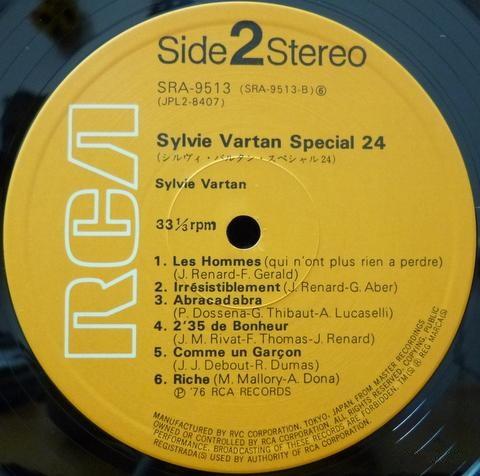 Side 2 Stereo
SRA-9513 (SRA-9513-B) ⑥
(JPL2-8407)
RCA
Sylvie Vartan Special 24
(シルヴィ・バルタン・スペシャル24)
Sylvie Vartan
33⅓rpm
1. Les Hommes (qui n'ont plus rien a perdre)
(J. Renard-F. Gerald)
2. Irrésistiblement (J. Renard-G. Aber)
3. Abracadabra
(P. Dossena-G. Thibaut-A. Lucaselli)
4. 2'35 de Bonheur
(J. M. Rivat-F. Thomas-J. Renard)
5. Comme un Garçon
(J. J. Debout-R. Dumas)
6. Riche (M. Mallory-A. Dona)
Ⓟ '76 RCA RECORDS
MANUFACTURED BY RVC CORPORATION, TOKYO, JAPAN, FROM MASTER RECORDINGS
OWNED OR CONTROLLED BY RCA CORPORATION. ALL RIGHTS RESERVED. COPYING, PUBLIC
PERFORMANCE, BROADCASTING OF THESE RECORDS ARE FORBIDDEN. TM(S) ® REG MARCA(S)
REGISTRADA(S) USED BY AUTHORITY OF RCA CORPORATION.